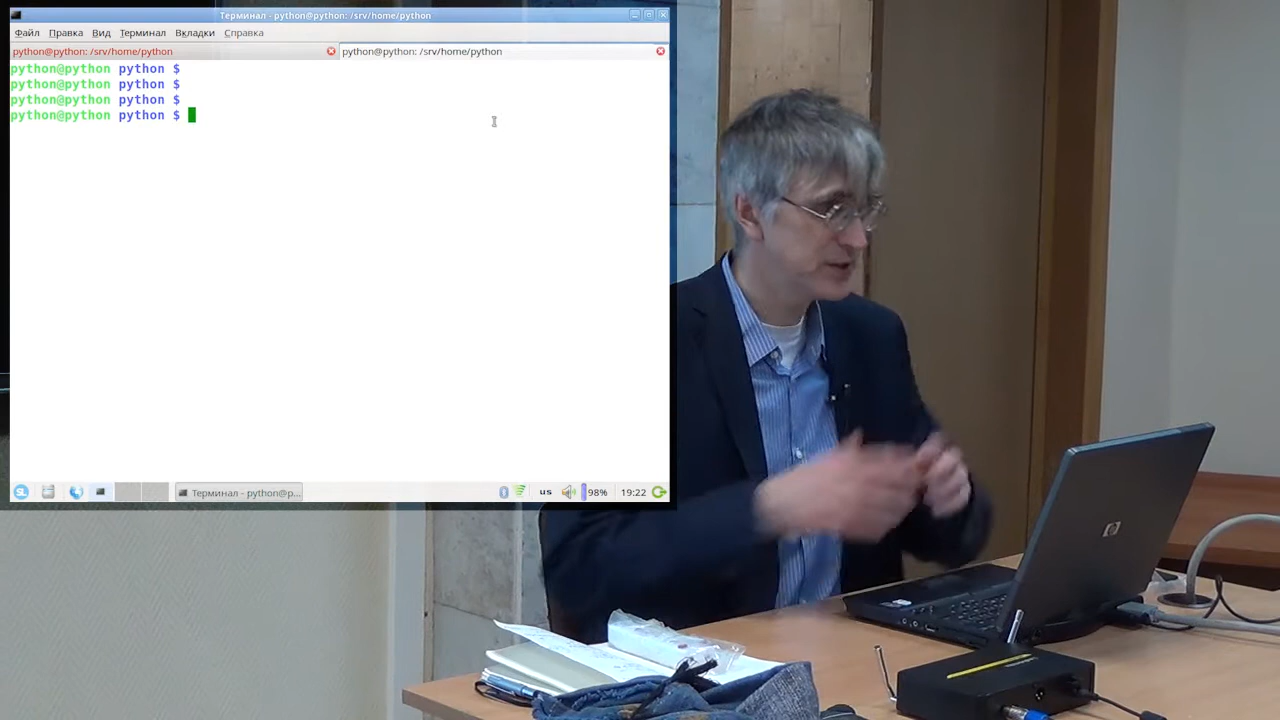 Терминал - python@python: /srv/home/python
Файл Правка Вид Терминал Вкладки Справка
python@python: /srv/home/python python@python: /srv/home/python
python@python python $
python@python python $
python@python python $
python@python python $
Терминал - python@p... us 98% 19:22
hp